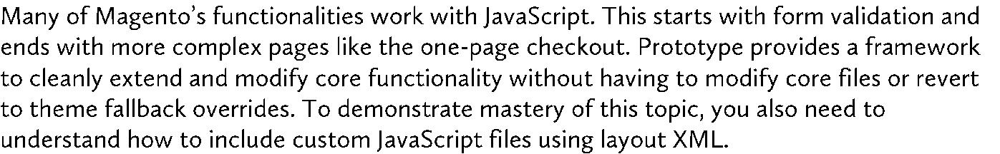 Many of Magento’s functionalities work with JavaScript. This starts with form validation and
ends with more complex pages like the one-page checkout. Prototype provides a framework
to cleanly extend and modify core functionality without having to modify core files or revert
to theme fallback overrides. To demonstrate mastery of this topic, you also need to
understand how to include custom JavaScript files using layout XML.